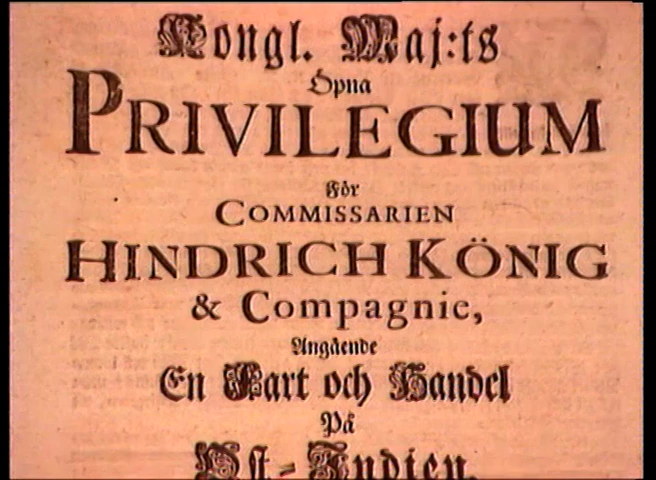 Kongl. Maj:ts
Öpna
PRIVILEGIUM
För
COMMISSARIEN
HINDRICH KÖNIG
& Compagnie,
Angående
En Fart och Handel
På
Ost-Indien.